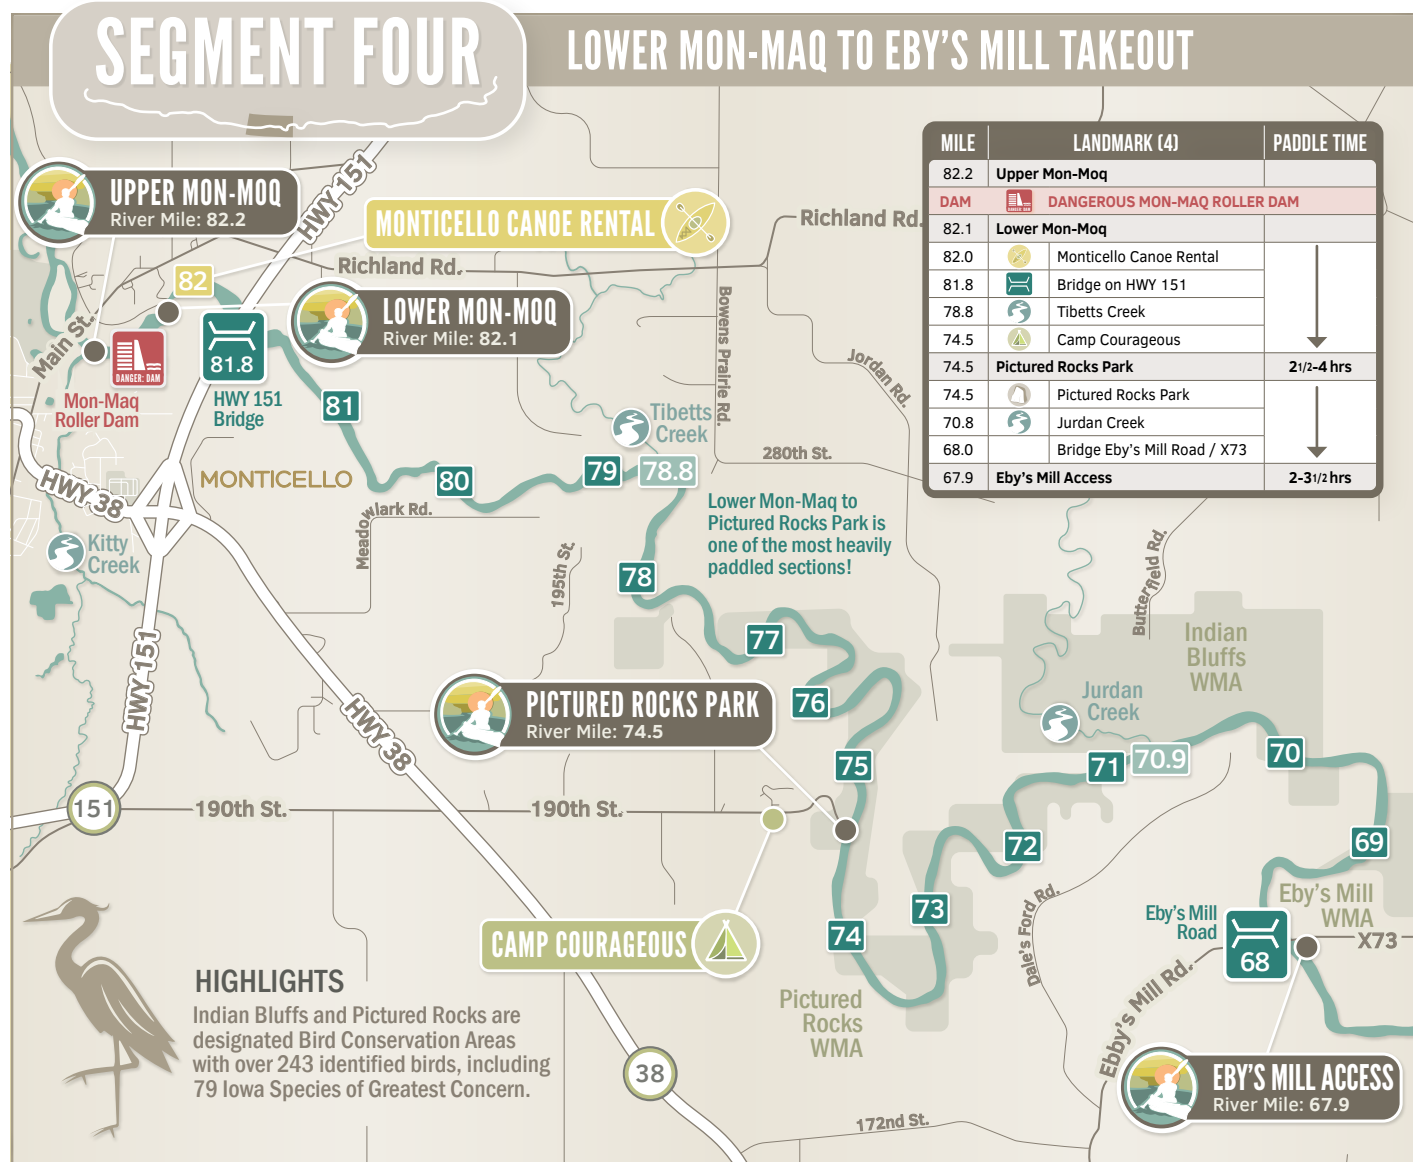 SEGMENT FOUR
LOWER MON-MAQ TO EBY'S MILL TAKEOUT
MILE LANDMARK (4) PADDLE TIME
82.2 Upper Mon-Moq
DAM DANGER: DAM DANGEROUS MON-MAQ ROLLER DAM
82.1 Lower Mon-Moq
82.0 Monticello Canoe Rental
81.8 Bridge on HWY 151
78.8 Tibetts Creek
74.5 Camp Courageous
74.5 Pictured Rocks Park 2 1/2-4 hrs
74.5 Pictured Rocks Park
70.8 Jurdan Creek
68.0 Bridge Eby's Mill Road / X73
67.9 Eby's Mill Access 2-3 1/2 hrs
UPPER MON-MOQ
River Mile: 82.2
HWY 151
MONTICELLO CANOE RENTAL
Richland Rd.
Richland Rd.
82
LOWER MON-MOQ
River Mile: 82.1
Main St.
DANGER: DAM
Mon-Maq
Roller Dam
81.8
HWY 151
Bridge
81
Bowens Prairie Rd.
Jordan Rd.
Tibetts
Creek
280th St.
MONTICELLO
80
79
78.8
HWY 38
Meadowlark Rd.
Lower Mon-Maq to
Pictured Rocks Park is
one of the most heavily
paddled sections!
Kitty
Creek
195th St.
78
Butterfield Rd.
77
Indian
Bluffs
WMA
HWY 151
PICTURED ROCKS PARK
River Mile: 74.5
76
Jurdan
Creek
HWY 38
75
71
70.9
70
151
190th St.
190th St.
72
69
73
Dale's Ford Rd.
Eby's Mill
WMA
Eby's Mill
Road
68
X73
CAMP COURAGEOUS
74
Pictured
Rocks
WMA
Ebby's Mill Rd.
HIGHLIGHTS
Indian Bluffs and Pictured Rocks are
designated Bird Conservation Areas
with over 243 identified birds, including
79 Iowa Species of Greatest Concern.
38
EBY'S MILL ACCESS
River Mile: 67.9
172nd St.